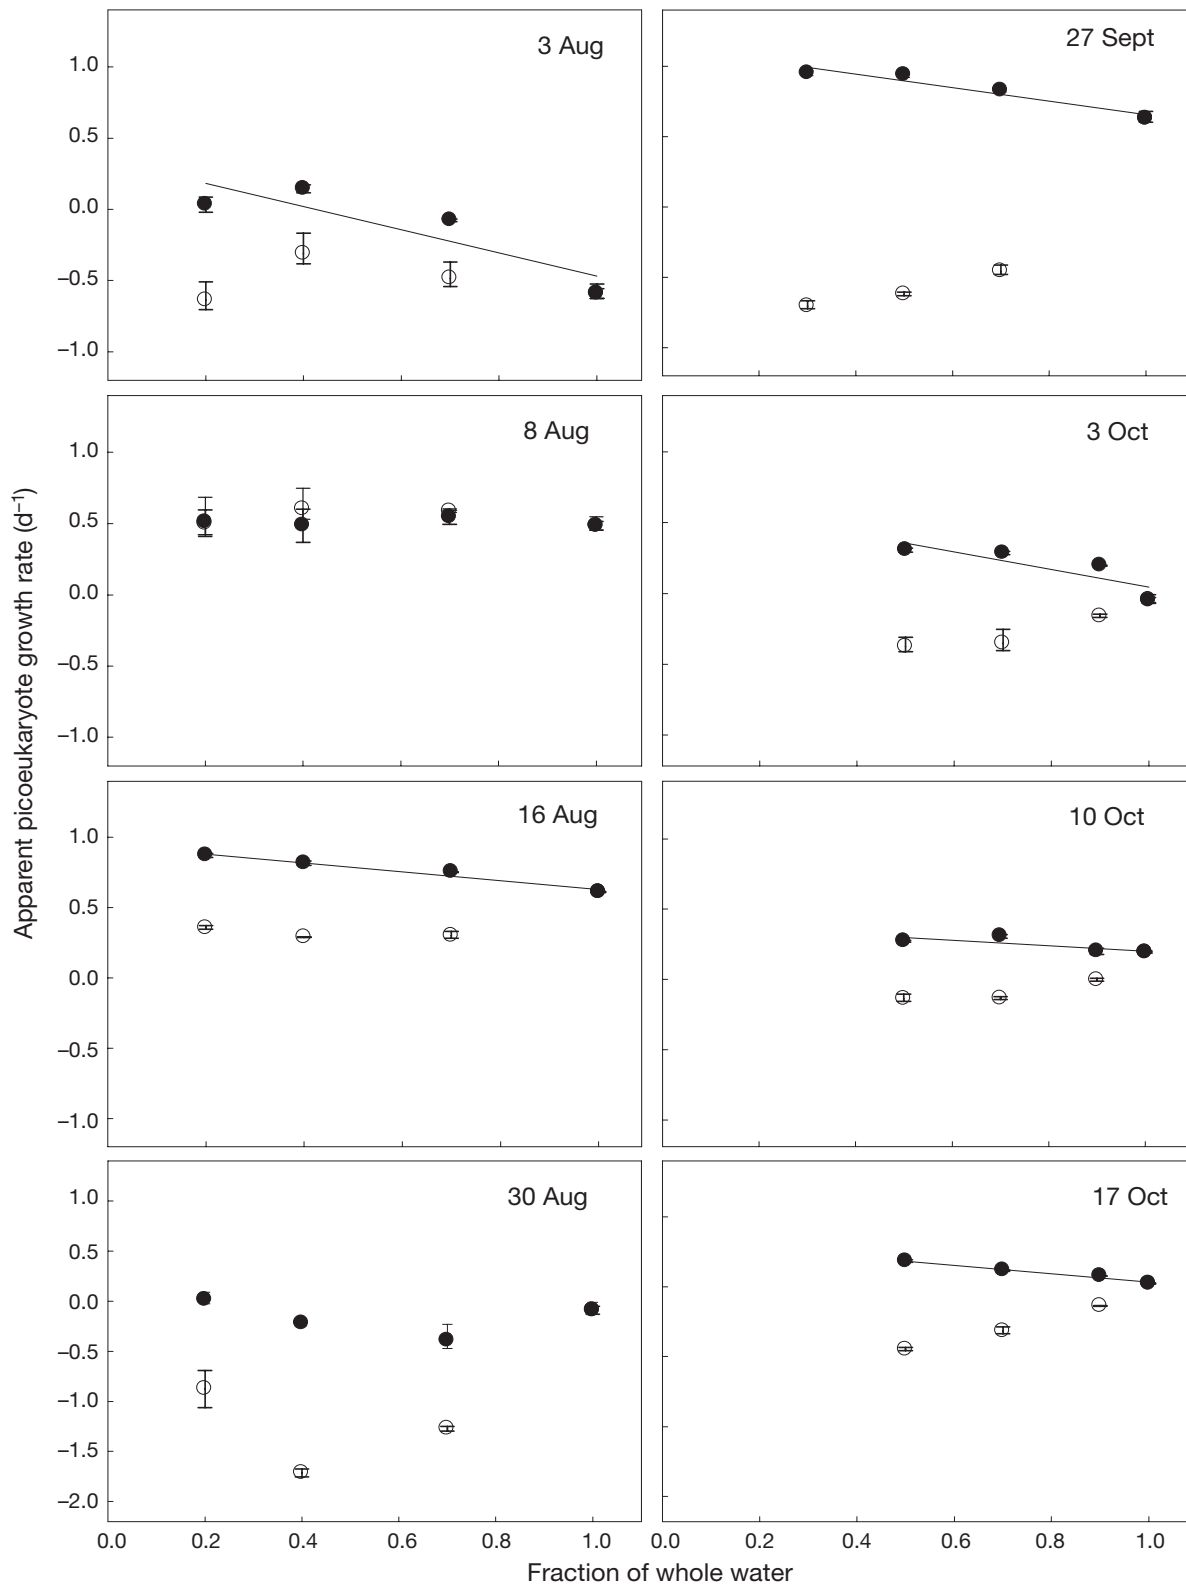 3 Aug
1.0
0.5
0.0
–0.5
–1.0
27 Sept
8 Aug
1.0
0.5
0.0
–0.5
–1.0
3 Oct
16 Aug
1.0
0.5
0.0
–0.5
–1.0
10 Oct
30 Aug
1.0
0.5
0.0
–0.5
–1.0
–1.5
–2.0
17 Oct
0.0 0.2 0.4 0.6 0.8 1.0
0.0 0.2 0.4 0.6 0.8 1.0
Fraction of whole water
Apparent picoeukaryote growth rate (d–1)